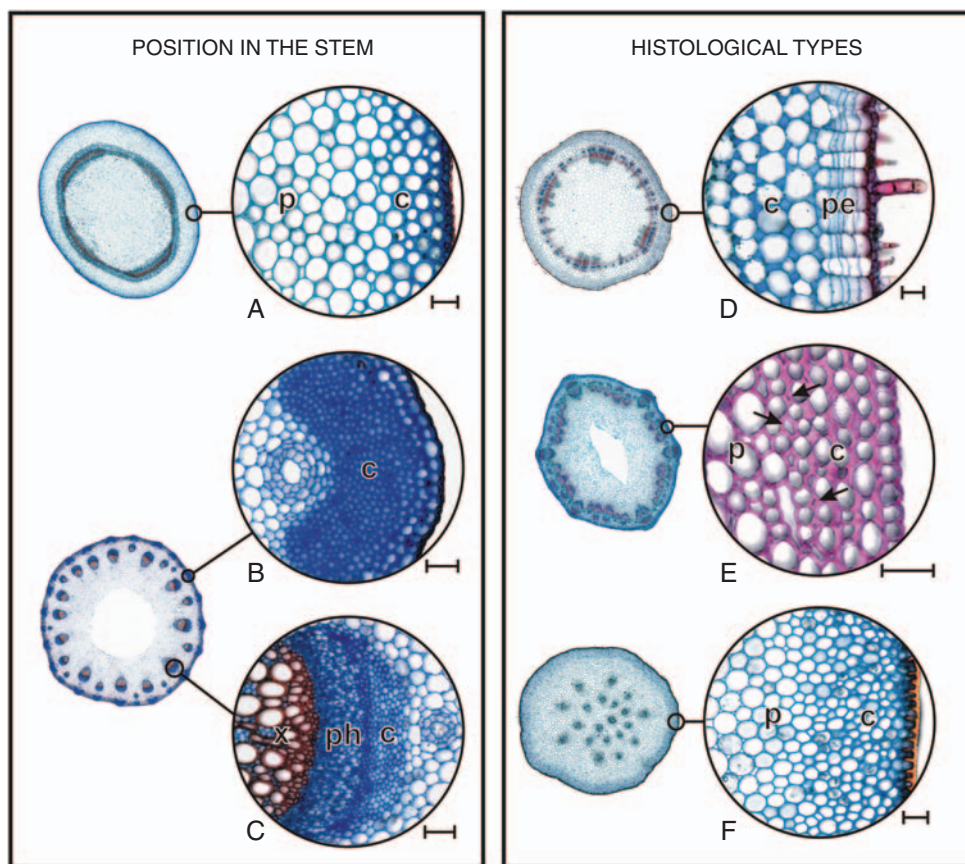 POSITION IN THE STEM
p c
A
c
B
x ph c
C
HISTOLOGICAL TYPES
c pe
D
p c
E
p c
F